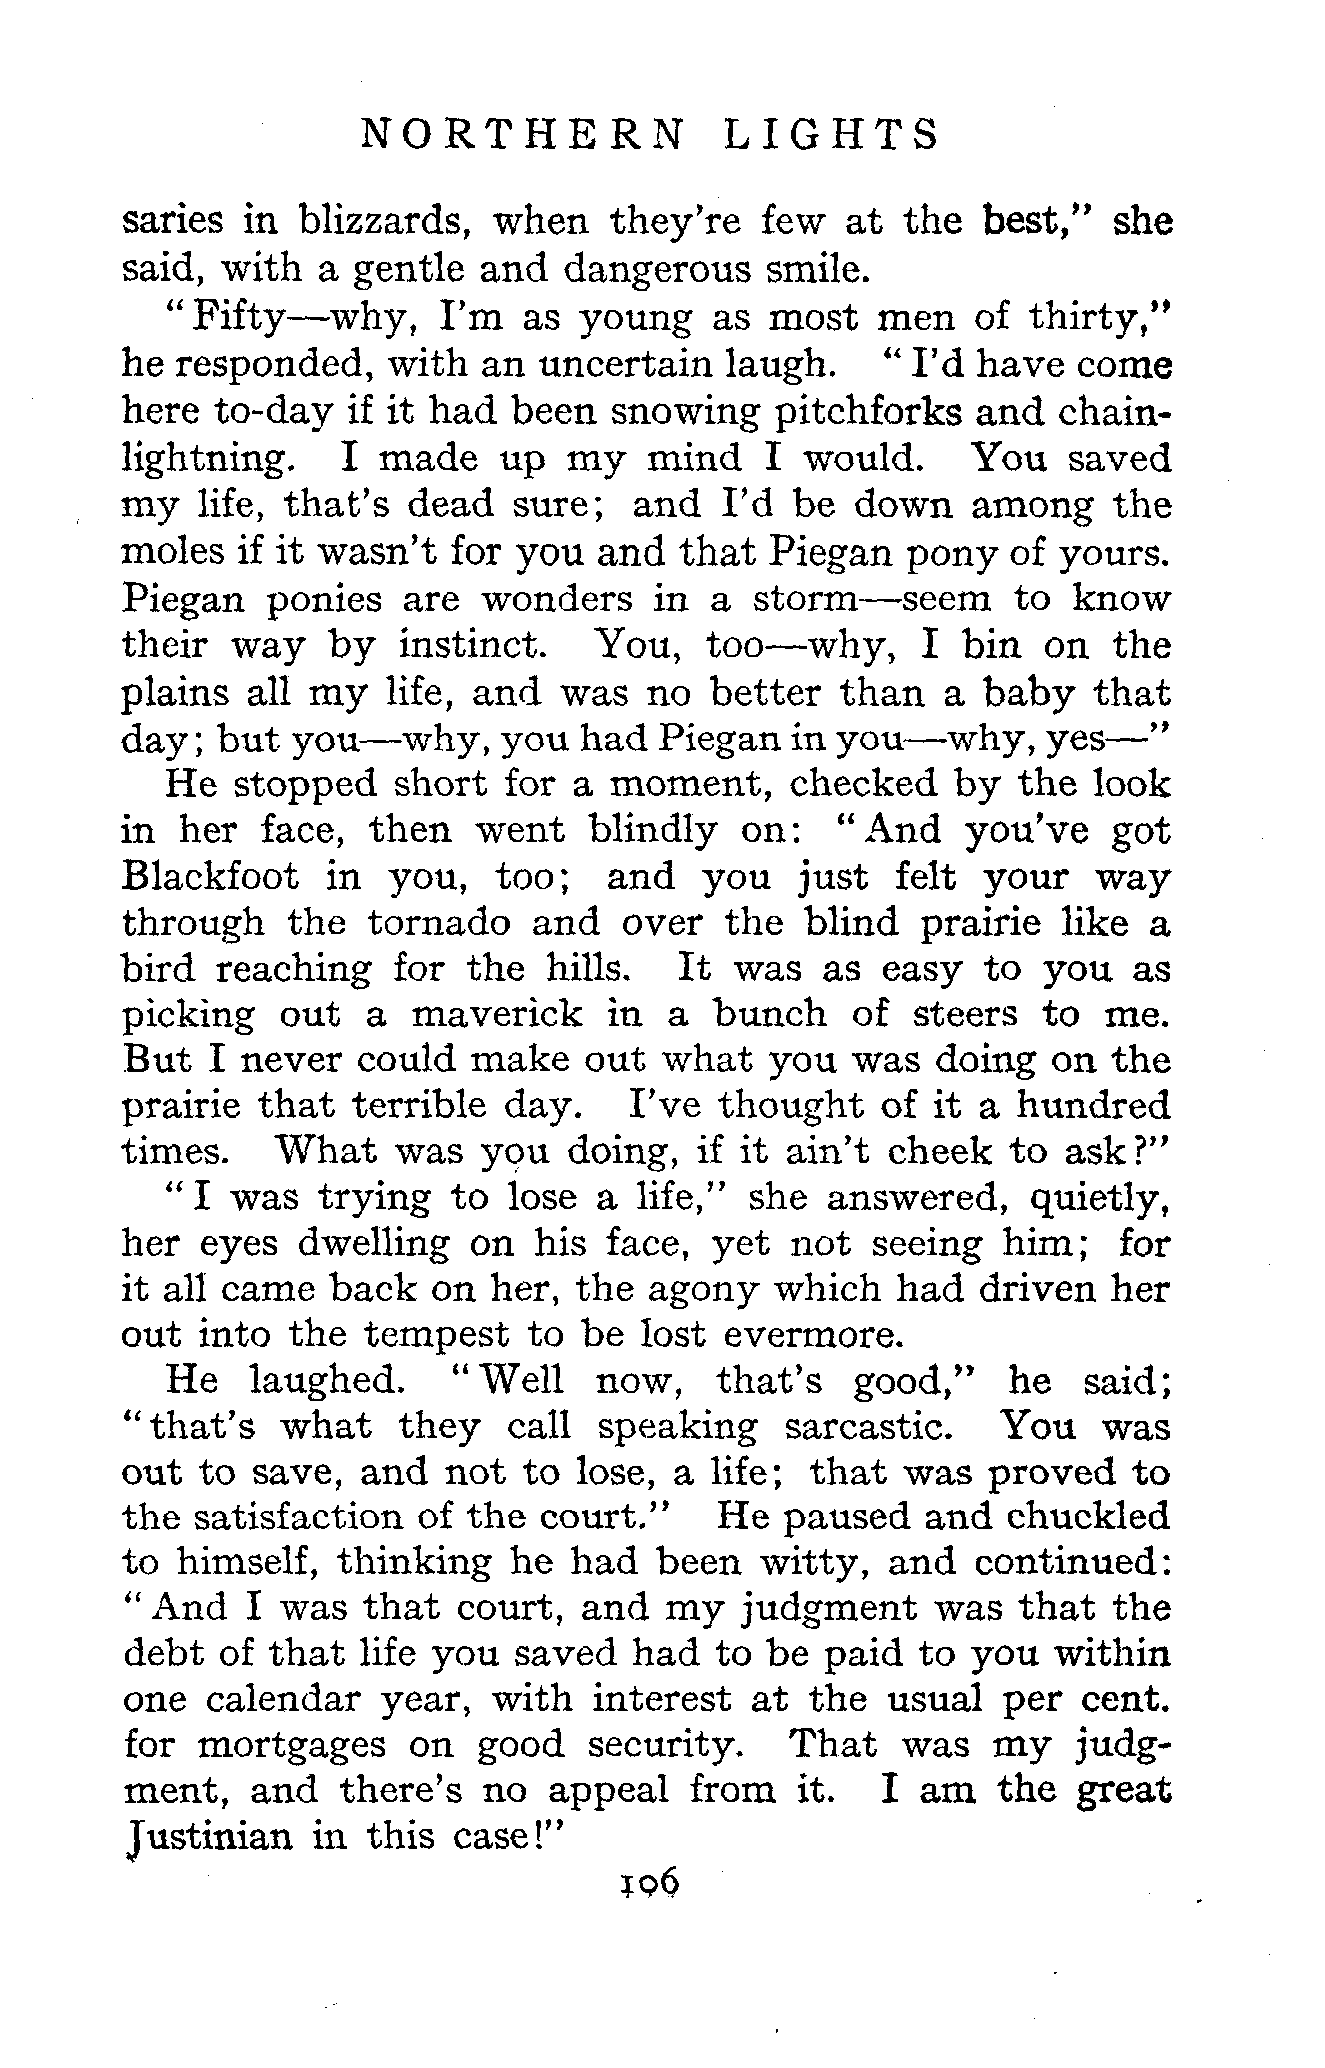 NORTHERN LIGHTS
saries in blizzards, when they're few at the best," she
said, with a gentle and dangerous smile.
"Fifty—why, I'm as young as most men of thirty,"
he responded, with an uncertain laugh. "I'd have come
here to-day if it had been snowing pitchforks and chain-
lightning. I made up my mind I would. You saved
my life, that's dead sure; and I'd be down among the
moles if it wasn't for you and that Piegan pony of yours.
Piegan ponies are wonders in a storm—seem to know
their way by instinct. You, too—why, I bin on the
plains all my life, and was no better than a baby that
day; but you—why, you had Piegan in you—why, yes—"
He stopped short for a moment, checked by the look
in her face, then went blindly on: "And you've got
Blackfoot in you, too; and you just felt your way
through the tornado and over the blind prairie like a
bird reaching for the hills. It was as easy to you as
picking out a maverick in a bunch of steers to me.
But I never could make out what you was doing on the
prairie that terrible day. I've thought of it a hundred
times. What was you doing, if it ain't cheek to ask?"
"I was trying to lose a life," she answered, quietly,
her eyes dwelling on his face, yet not seeing him; for
it all came back on her, the agony which had driven her
out into the tempest to be lost evermore.
He laughed. "Well now, that's good," he said;
"that's what they call speaking sarcastic. You was
out to save, and not to lose, a life; that was proved to
the satisfaction of the court." He paused and chuckled
to himself, thinking he had been witty, and continued:
"And I was that court, and my judgment was that the
debt of that life you saved had to be paid to you within
one calendar year, with interest at the usual per cent.
for mortgages on good security. That was my judg-
ment, and there's no appeal from it. I am the great
Justinian in this case!"
196